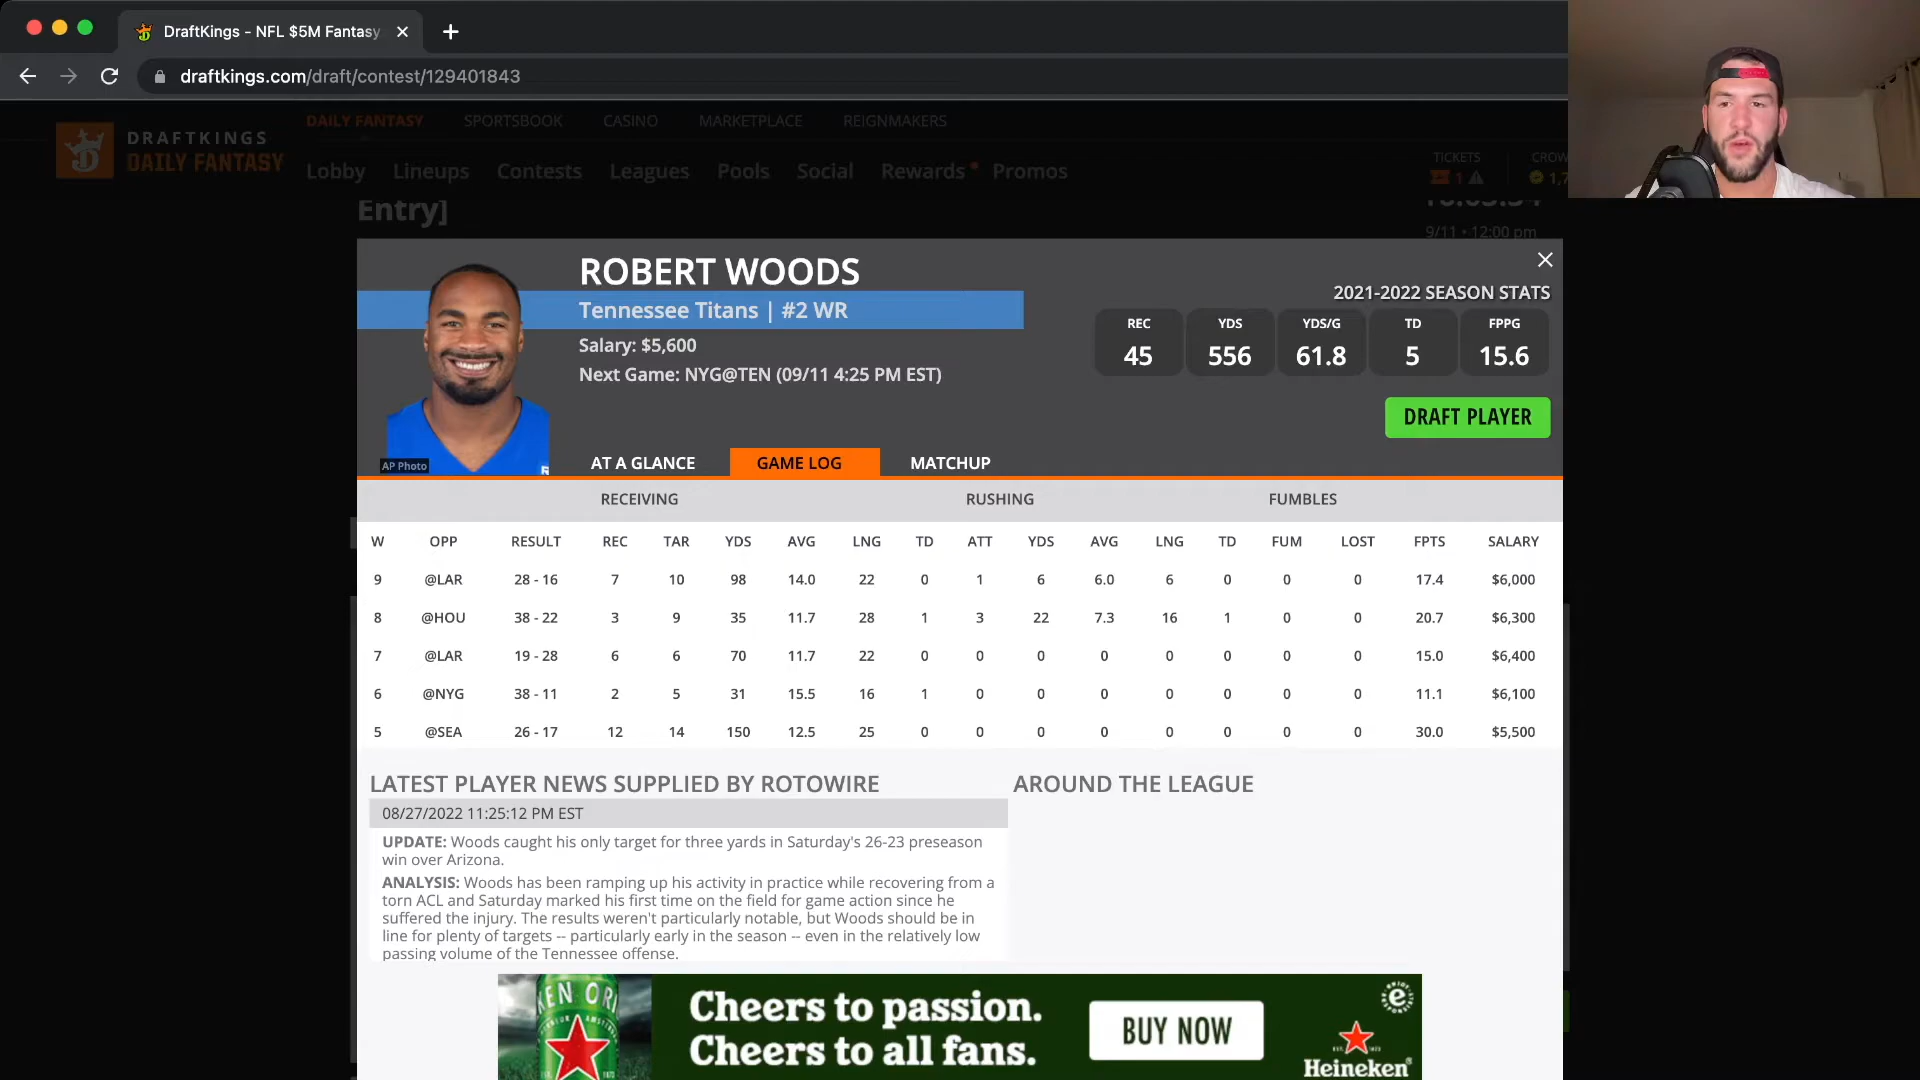 DraftKings - NFL $5M Fantasy
draftkings.com/draft/contest/129401843
DRAFTKINGS
DAILY FANTASY
DAILY FANTASY SPORTSBOOK CASINO MARKETPLACE REIGNMAKERS
Lobby Lineups Contests Leagues Pools Social Rewards Promos
TICKETS
1
CROW
1,7
Entry]
9/11 • 12:00 pm
ROBERT WOODS
Tennessee Titans | #2 WR
Salary: $5,600
Next Game: NYG@TEN (09/11 4:25 PM EST)
AP Photo
2021-2022 SEASON STATS
REC YDS YDS/G TD FPPG
45 556 61.8 5 15.6
DRAFT PLAYER
AT A GLANCE GAME LOG MATCHUP
RECEIVING RUSHING FUMBLES
W OPP RESULT REC TAR YDS AVG LNG TD ATT YDS AVG LNG TD FUM LOST FPTS SALARY
9 @LAR 28 - 16 7 10 98 14.0 22 0 1 6 6.0 6 0 0 0 17.4 $6,000
8 @HOU 38 - 22 3 9 35 11.7 28 1 3 22 7.3 16 1 0 0 20.7 $6,300
7 @LAR 19 - 28 6 6 70 11.7 22 0 0 0 0 0 0 0 0 15.0 $6,400
6 @NYG 38 - 11 2 5 31 15.5 16 1 0 0 0 0 0 0 0 11.1 $6,100
5 @SEA 26 - 17 12 14 150 12.5 25 0 0 0 0 0 0 0 0 30.0 $5,500
LATEST PLAYER NEWS SUPPLIED BY ROTOWIRE
08/27/2022 11:25:12 PM EST
UPDATE: Woods caught his only target for three yards in Saturday's 26-23 preseason
win over Arizona.
ANALYSIS: Woods has been ramping up his activity in practice while recovering from a
torn ACL and Saturday marked his first time on the field for game action since he
suffered the injury. The results weren't particularly notable, but Woods should be in
line for plenty of targets -- particularly early in the season -- even in the relatively low
passing volume of the Tennessee offense.
AROUND THE LEAGUE
KEN ORI
Cheers to passion.
Cheers to all fans.
BUY NOW
Heineken